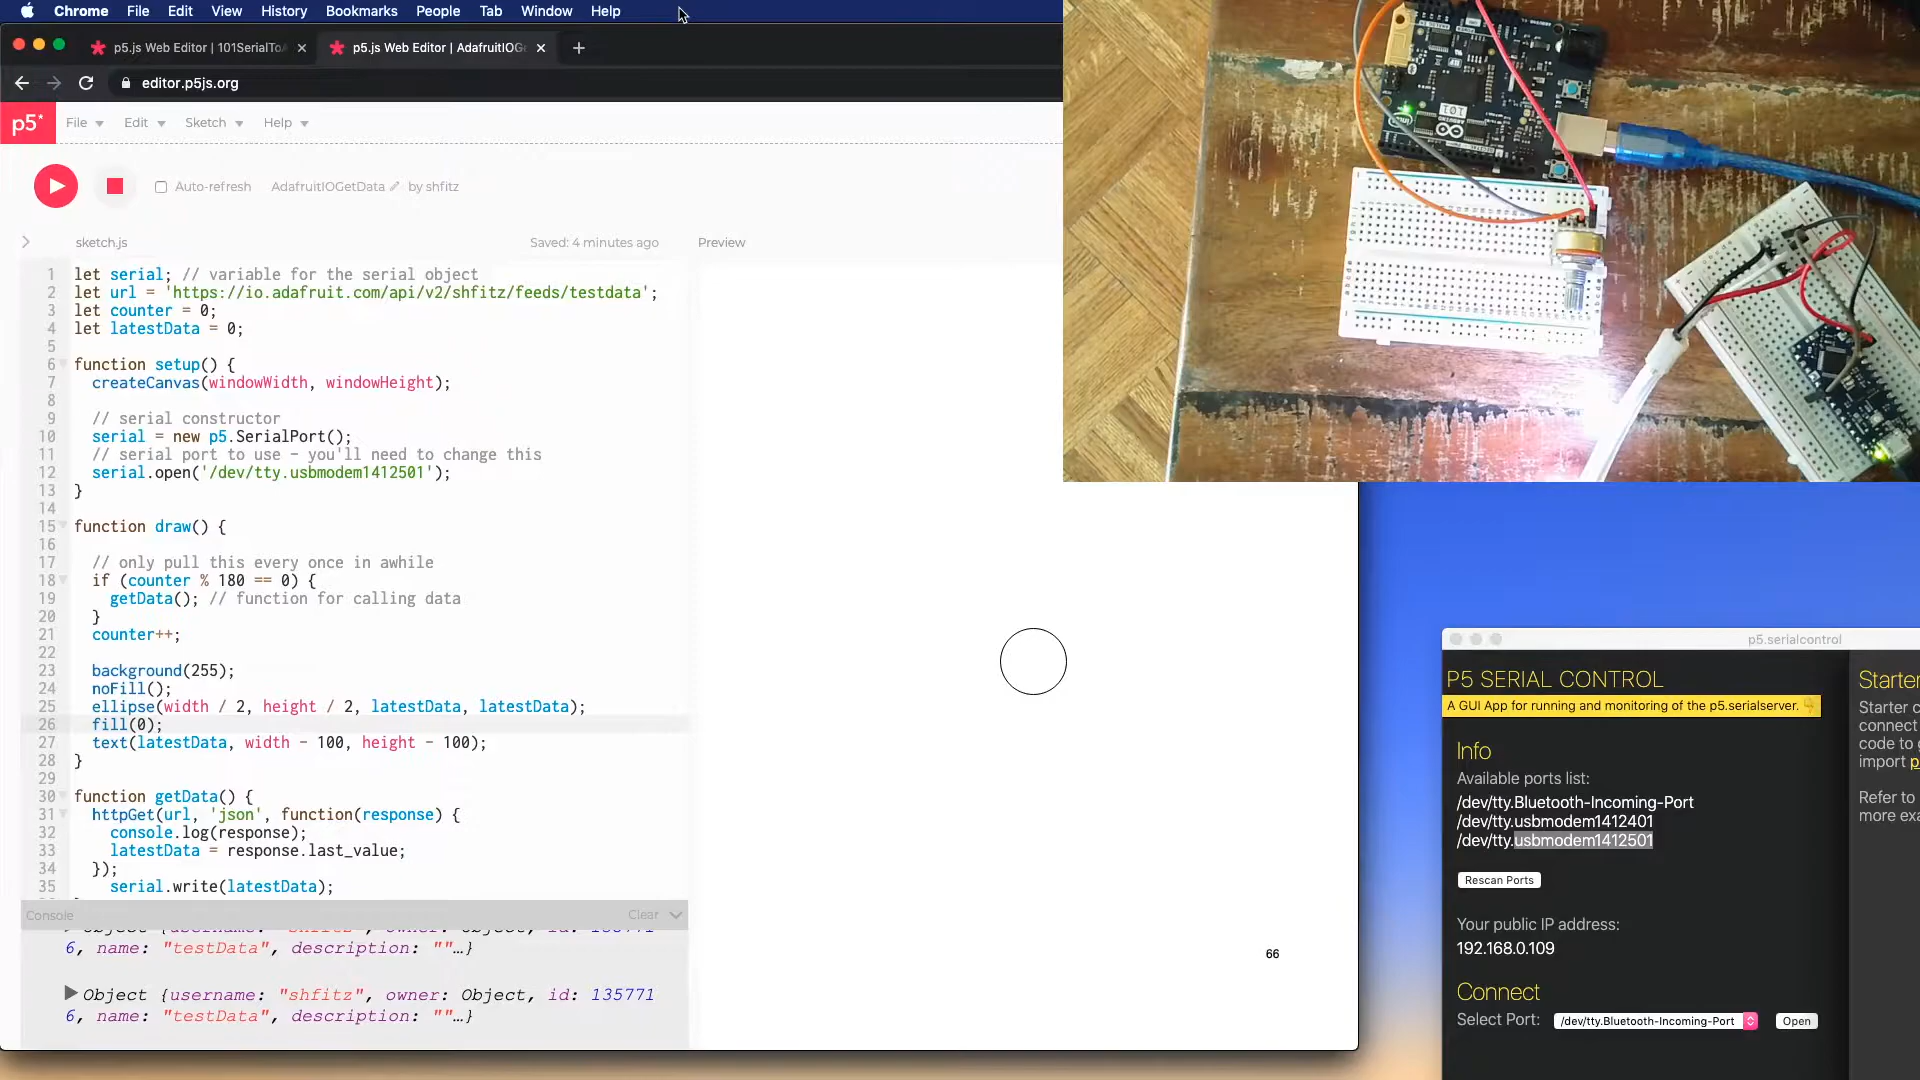 Chrome File Edit View History Bookmarks People Tab Window Help
p5.js Web Editor | 101SerialToA
p5.js Web Editor | AdafruitIOGe
editor.p5js.org
p5* File Edit Sketch Help
Auto-refresh AdafruitIOGetData by shfitz
sketch.js Saved: 4 minutes ago Preview
1 let serial; // variable for the serial object
2 let url = 'https://io.adafruit.com/api/v2/shfitz/feeds/testdata';
3 let counter = 0;
4 let latestData = 0;
5
6 function setup() {
7 createCanvas(windowWidth, windowHeight);
8
9 // serial constructor
10 serial = new p5.SerialPort();
11 // serial port to use - you'll need to change this
12 serial.open('/dev/tty.usbmodem1412501');
13 }
14
15 function draw() {
16
17 // only pull this every once in awhile
18 if (counter % 180 == 0) {
19 getData(); // function for calling data
20 }
21 counter++;
22
23 background(255);
24 noFill();
25 ellipse(width / 2, height / 2, latestData, latestData);
26 fill(0);
27 text(latestData, width - 100, height - 100);
28 }
29
30 function getData() {
31 httpGet(url, 'json', function(response) {
32 console.log(response);
33 latestData = response.last_value;
34 });
35 serial.write(latestData);
Console Clear
6, name: "testData", description: ""…}
Object {username: "shfitz", owner: Object, id: 135771
6, name: "testData", description: ""…}
66
p5.serialcontrol
P5 SERIAL CONTROL
A GUI App for running and monitoring of the p5.serialserver.
Info
Available ports list:
/dev/tty.Bluetooth-Incoming-Port
/dev/tty.usbmodem1412401
/dev/tty.usbmodem1412501
Rescan Ports
Your public IP address:
192.168.0.109
Connect
Select Port: /dev/tty.Bluetooth-Incoming-Port Open
Starter
Starter c
connect
code to g
import p
Refer to
more exa